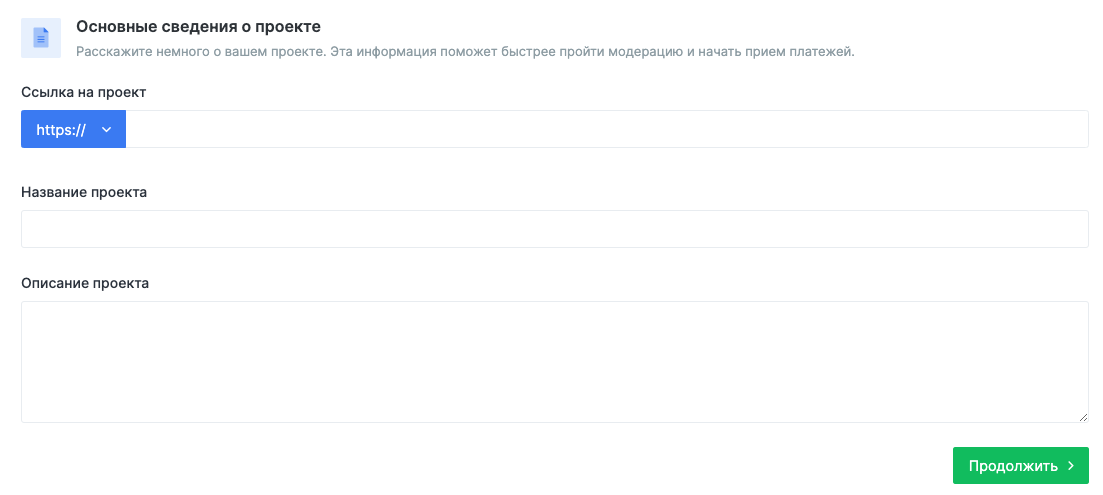 Основные сведения о проекте
Расскажите немного о вашем проекте. Эта информация поможет быстрее пройти модерацию и начать прием платежей.
Ссылка на проект
https://
Название проекта
Описание проекта
Продолжить